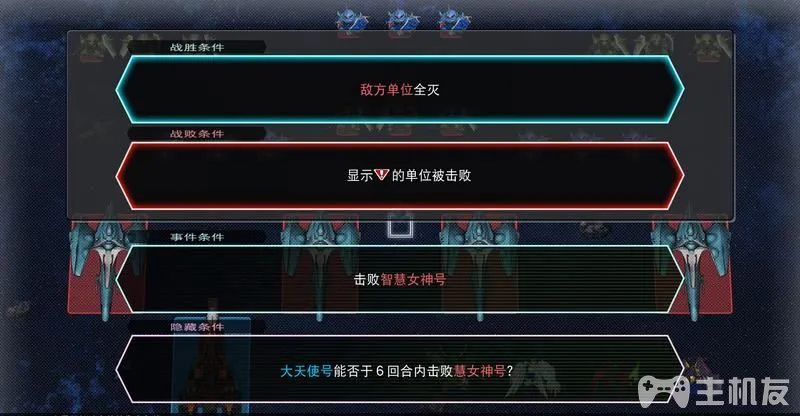 战胜条件
敌方单位全灭
战败条件
显示的单位被击败
事件条件
击败智慧女神号
隐藏条件
大天使号能否于6回合内击败慧女神号?
主机友